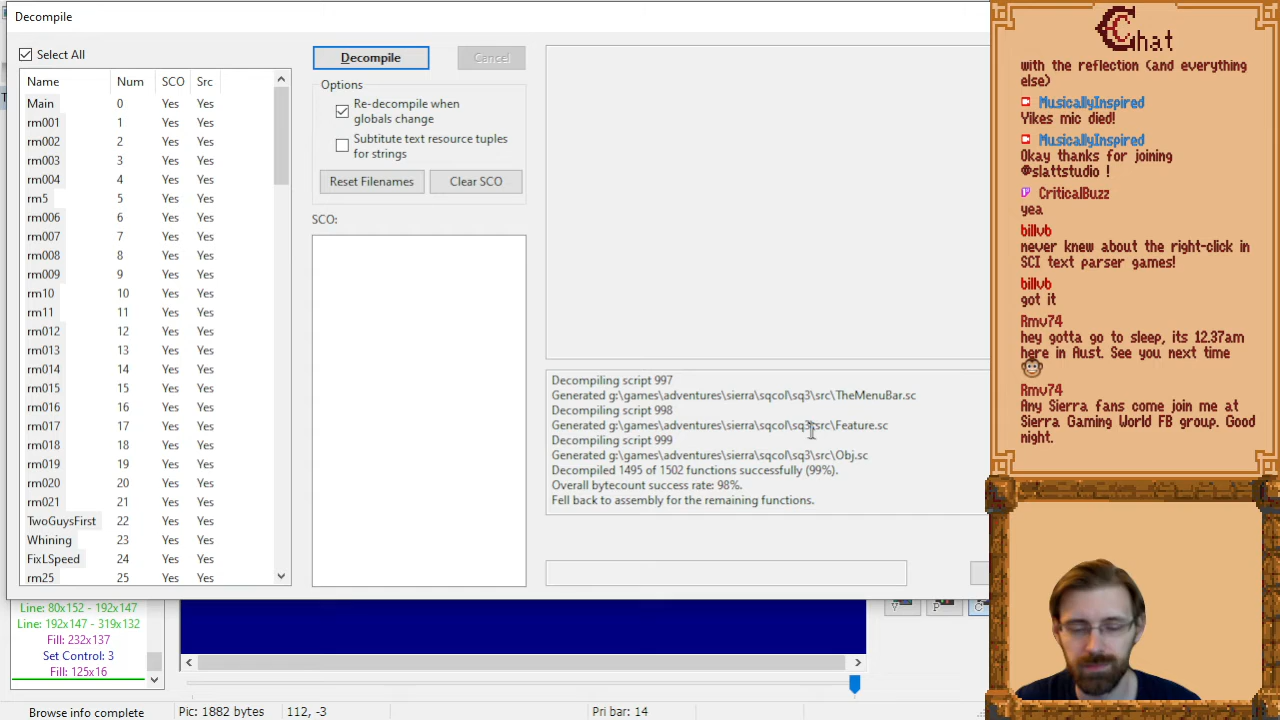 Decompile
Select All
Name Num SCO Src
Main 0 Yes Yes
rm001 1 Yes Yes
rm002 2 Yes Yes
rm003 3 Yes Yes
rm004 4 Yes Yes
rm5 5 Yes Yes
rm006 6 Yes Yes
rm007 7 Yes Yes
rm008 8 Yes Yes
rm009 9 Yes Yes
rm10 10 Yes Yes
rm11 11 Yes Yes
rm012 12 Yes Yes
rm013 13 Yes Yes
rm014 14 Yes Yes
rm015 15 Yes Yes
rm016 16 Yes Yes
rm017 17 Yes Yes
rm018 18 Yes Yes
rm019 19 Yes Yes
rm020 20 Yes Yes
rm021 21 Yes Yes
TwoGuysFirst 22 Yes Yes
Whining 23 Yes Yes
FixLSpeed 24 Yes Yes
rm25 25 Yes Yes
Decompile
Cancel
Options
Re-decompile when
globals change
Subtitute text resource tuples
for strings
Reset Filenames
Clear SCO
SCO:
Decompiling script 997
Generated g:\games\adventures\sierra\sqcol\sq3\src\TheMenuBar.sc
Decompiling script 998
Generated g:\games\adventures\sierra\sqcol\sq3\src\Feature.sc
Decompiling script 999
Generated g:\games\adventures\sierra\sqcol\sq3\src\Obj.sc
Decompiled 1495 of 1502 functions successfully (99%).
Overall bytecount success rate: 98%.
Fell back to assembly for the remaining functions.
Line: 80x152 - 192x147
Line: 192x147 - 319x132
Fill: 232x137
Set Control: 3
Fill: 125x16
P
Browse info complete
Pic: 1882 bytes
112, -3
Pri bar: 14
Chat
with the reflection (and everything
else)
MusicallyInspired
Yikes mic died!
MusicallyInspired
Okay thanks for joining
@slattstudio !
CriticalBuzz
yea
billvb
never knew about the right-click in
SCI text parser games!
billvb
got it
Rmv74
hey gotta go to sleep, its 12.37am
here in Aust. See you next time
Rmv74
Any Sierra fans come join me at
Sierra Gaming World FB group. Good
night.